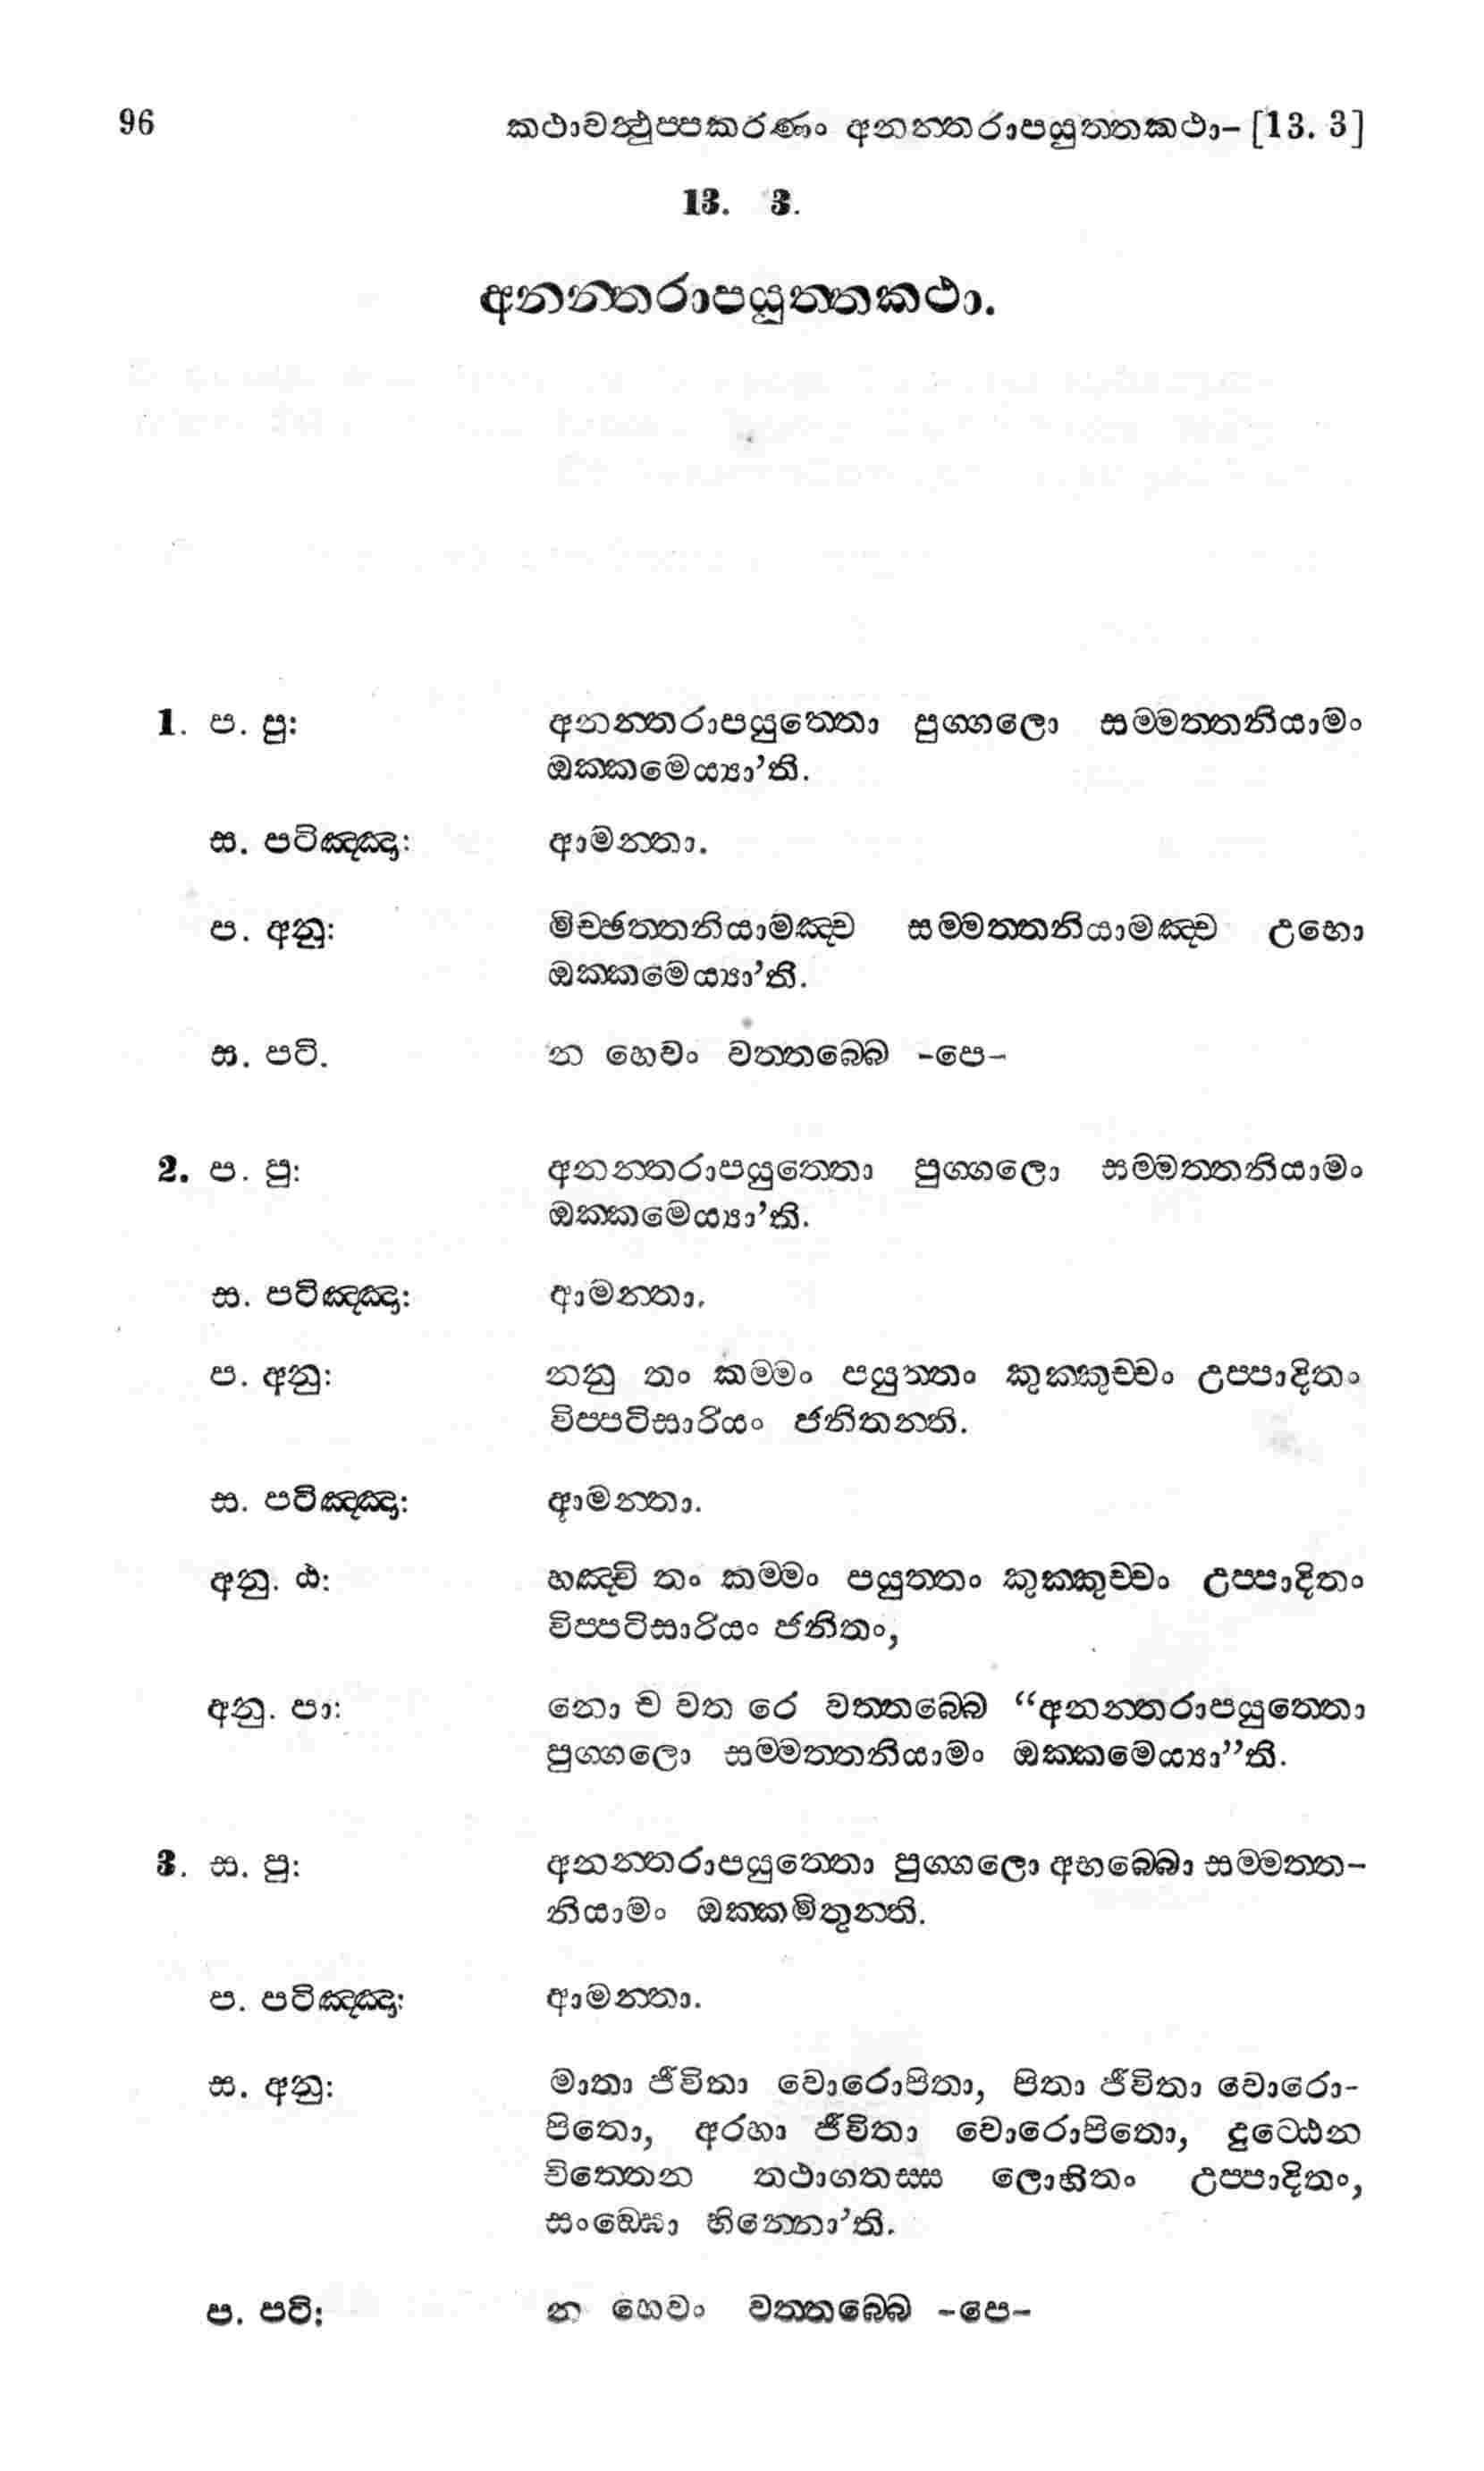 96 කථාවත්‍ථුප්පකරණං අනන්තරාපයුත්තකථා– [13. 3]
13. 3.
අනන්තරාපයුත්තකථා.
1. ප. පු: අනන්තරාපයුත්තො පුග්ගලො සම්මත්තනියාමං
ඔක්කමෙය්‍යා’ති.
ස. පටිඤ්ඤා: ආමන්තා.
ප. අනු: මිච්ඡත්තනියාමඤ්ච සම්මත්තනියාමඤ්ච උභො
ඔක්කමෙය්‍යා’ති.
ස. පටි. න හෙවං වත්තබ්බෙ -පෙ-
2. ප. පු: අනන්තරාපයුත්තො පුග්ගලො සම්මත්තනියාමං
ඔක්කමෙය්‍යා’ති.
ස. පටිඤ්ඤා: ආමන්තා.
ප. අනු: නනු තං කම්මං පයුත්තං කුක්කුච්චං උප්පාදිතං
විප්පටිසාරියං ජනිතන්ති.
ස. පටිඤ්ඤා: ආමන්තා.
අනු. ඨ: හඤ්චි තං කම්මං පයුත්තං කුක්කුච්චං උප්පාදිතං
විප්පටිසාරියං ජනිතං,
අනු. පා: නො ච වත රෙ වත්තබ්බෙ “අනන්තරාපයුත්තො
පුග්ගලො සම්මත්තනියාමං ඔක්කමෙය්‍යා”ති.
3. ස. පු: අනන්තරාපයුත්තො පුග්ගලො අභබ්බො සම්මත්ත-
නියාමං ඔක්කමිතුන්ති.
ප. පටිඤ්ඤා: ආමන්තා.
ස. අනු: මාතා ජීවිතා වොරොපිතා, පිතා ජීවිතා වොරො-
පිතො, අරහා ජීවිතා වොරොපිතො, දුට්ඨෙන
චිත්තෙන තථාගතස්ස ලොහිතං උප්පාදිතං,
සංඝො භින්නො’ති.
ප. පටි: න හෙවං වත්තබ්බෙ -පෙ-